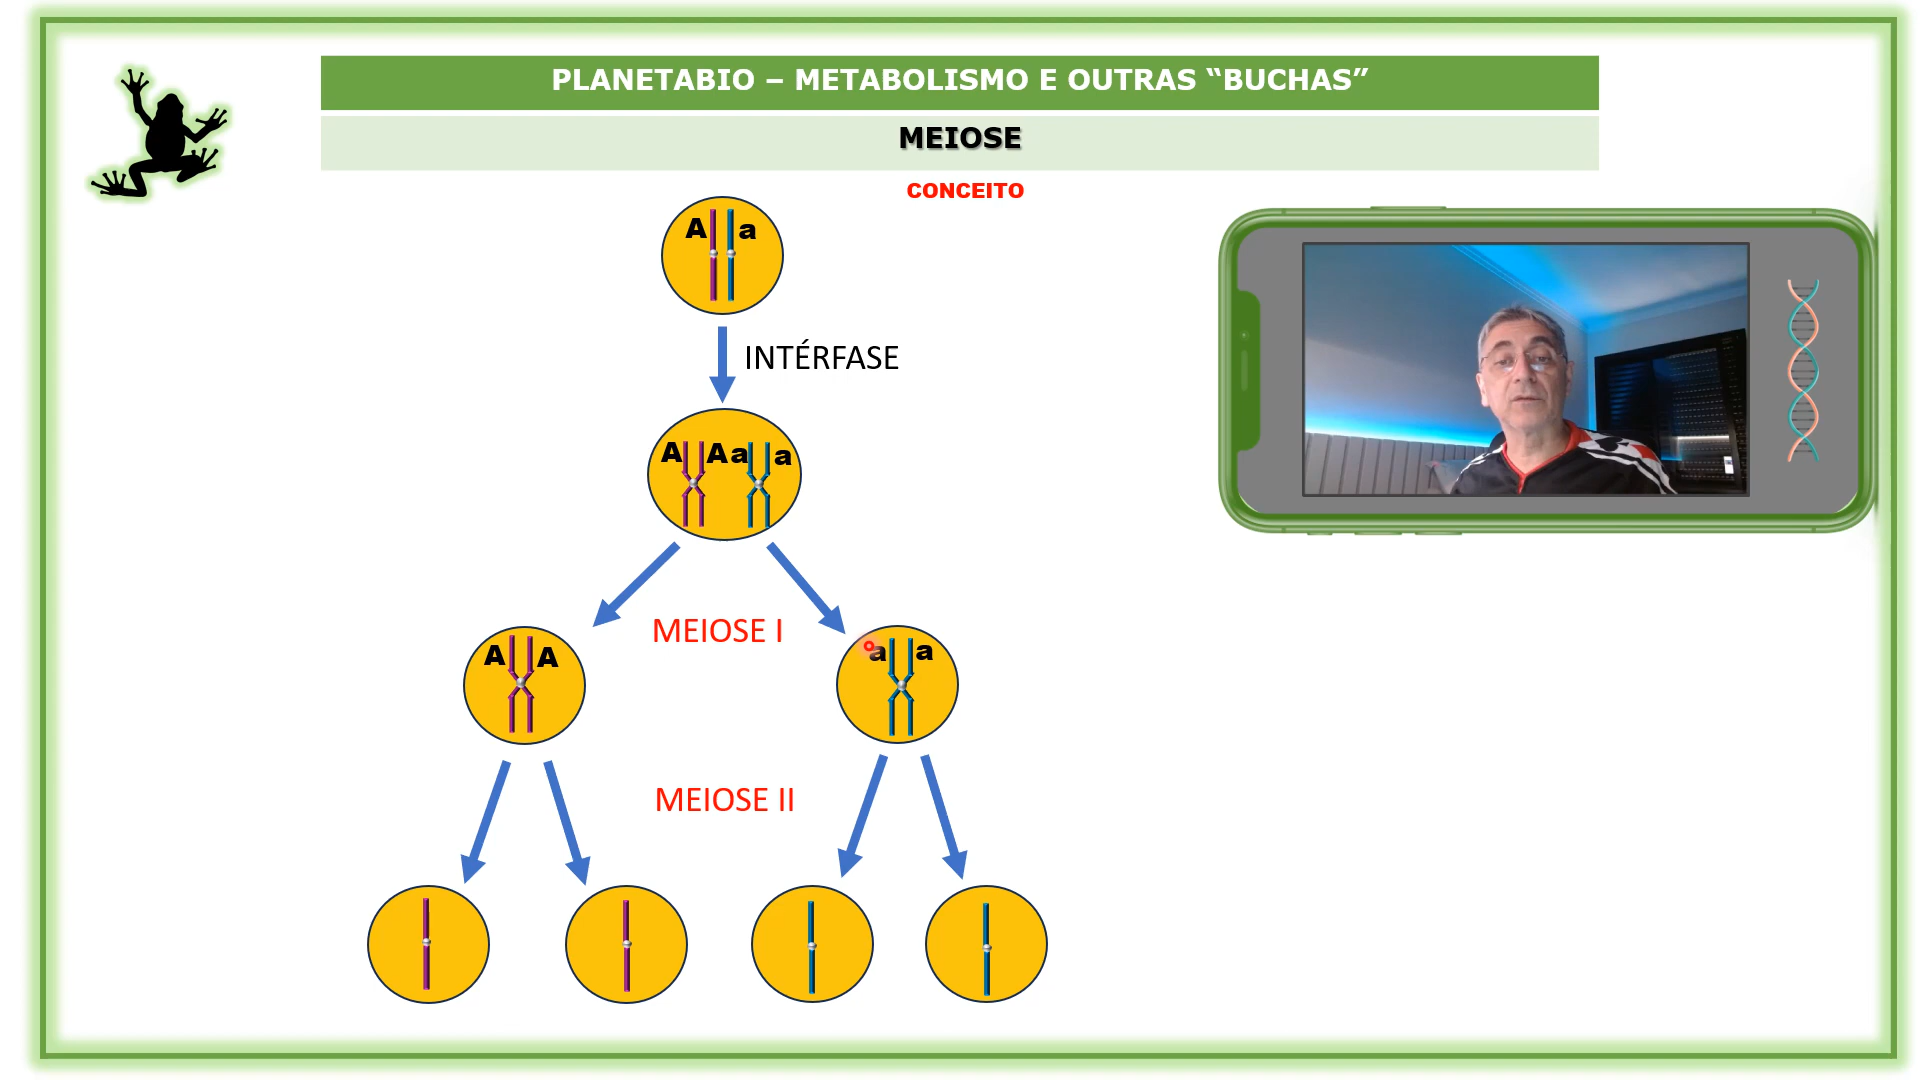 PLANETABIO – METABOLISMO E OUTRAS “BUCHAS”
MEIOSE
CONCEITO
A a
INTÉRFASE
A A a a
MEIOSE I
A A
a a
MEIOSE II